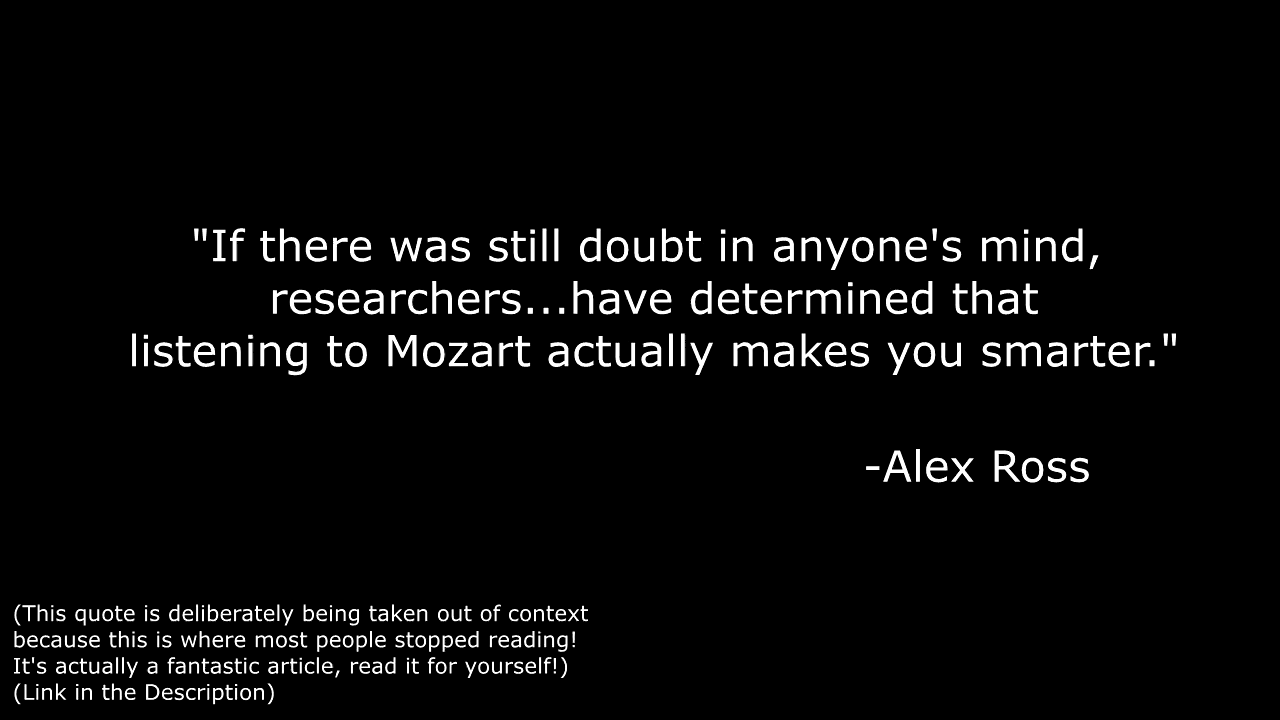 "If there was still doubt in anyone's mind,
researchers...have determined that
listening to Mozart actually makes you smarter."
-Alex Ross
(This quote is deliberately being taken out of context
because this is where most people stopped reading!
It's actually a fantastic article, read it for yourself!)
(Link in the Description)